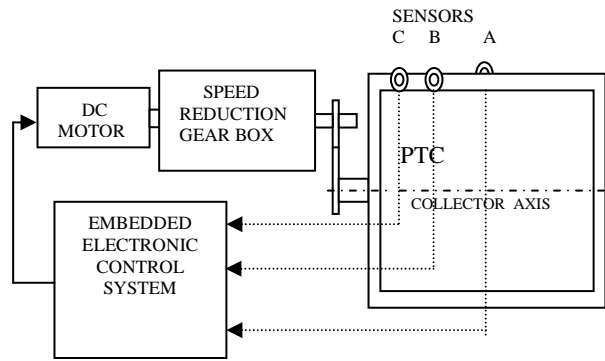 SENSORS
C B A
SPEED
REDUCTION
GEAR BOX
DC
MOTOR
PTC
COLLECTOR AXIS
EMBEDDED
ELECTRONIC
CONTROL
SYSTEM